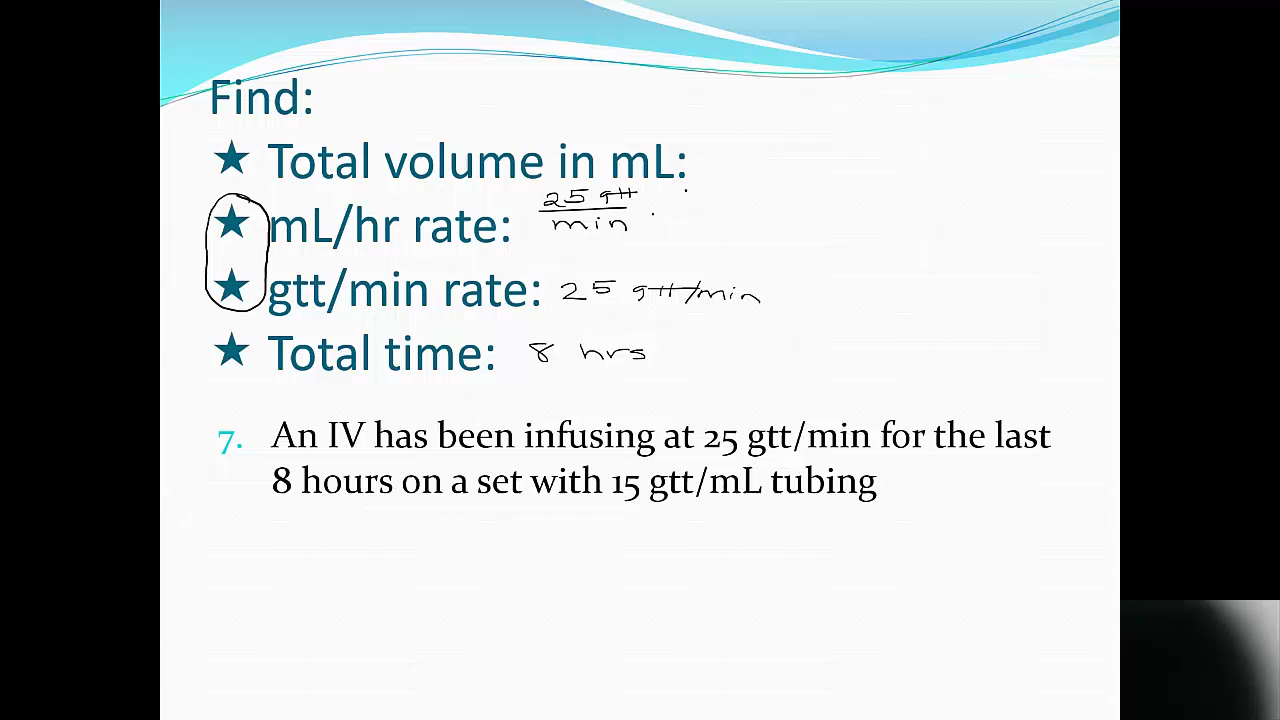 Find:
★ Total volume in mL:
★ mL/hr rate: 25 gtt / min ·
★ gtt/min rate: 25 gtt/min
★ Total time: 8 hrs
7. An IV has been infusing at 25 gtt/min for the last
8 hours on a set with 15 gtt/mL tubing